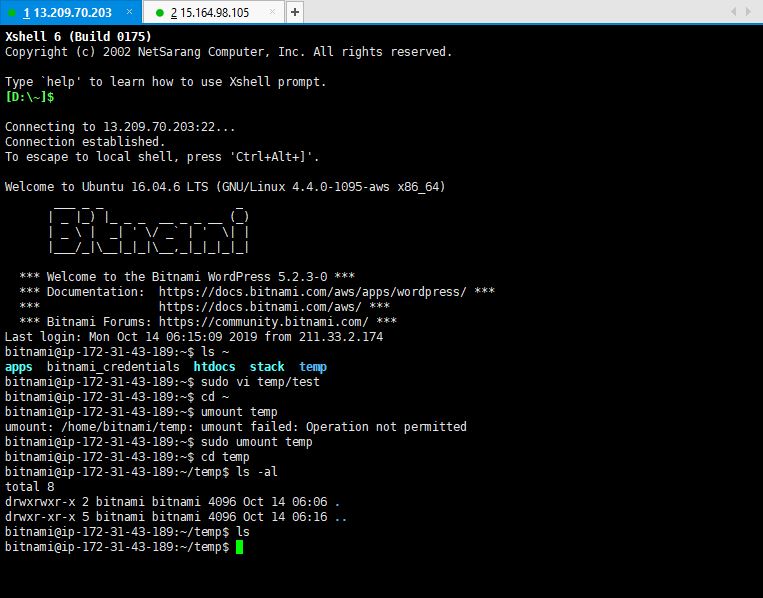 1 13.209.70.203 × 2 15.164.98.105 × +
Xshell 6 (Build 0175)
Copyright (c) 2002 NetSarang Computer, Inc. All rights reserved.
Type `help' to learn how to use Xshell prompt.
[D:\~]$
Connecting to 13.209.70.203:22...
Connection established.
To escape to local shell, press 'Ctrl+Alt+]'.
Welcome to Ubuntu 16.04.6 LTS (GNU/Linux 4.4.0-1095-aws x86_64)
       ___ _ _                   _
      | _ |_) |_ _ _  __ _ _ __ (_)
      | _ \ |  _| ' \/ _` | '  \| |
      |___/_|\__|_|_|\__,_|_|_|_|_|
*** Welcome to the Bitnami WordPress 5.2.3-0 ***
*** Documentation:  https://docs.bitnami.com/aws/apps/wordpress/ ***
***                 https://docs.bitnami.com/aws/ ***
*** Bitnami Forums: https://community.bitnami.com/ ***
Last login: Mon Oct 14 06:15:09 2019 from 211.33.2.174
bitnami@ip-172-31-43-189:~$ ls ~
apps  bitnami_credentials  htdocs  stack  temp
bitnami@ip-172-31-43-189:~$ sudo vi temp/test
bitnami@ip-172-31-43-189:~$ cd ~
bitnami@ip-172-31-43-189:~$ umount temp
umount: /home/bitnami/temp: umount failed: Operation not permitted
bitnami@ip-172-31-43-189:~$ sudo umount temp
bitnami@ip-172-31-43-189:~$ cd temp
bitnami@ip-172-31-43-189:~/temp$ ls -al
total 8
drwxrwxr-x 2 bitnami bitnami 4096 Oct 14 06:06 .
drwxr-xr-x 5 bitnami bitnami 4096 Oct 14 06:16 ..
bitnami@ip-172-31-43-189:~/temp$ ls
bitnami@ip-172-31-43-189:~/temp$